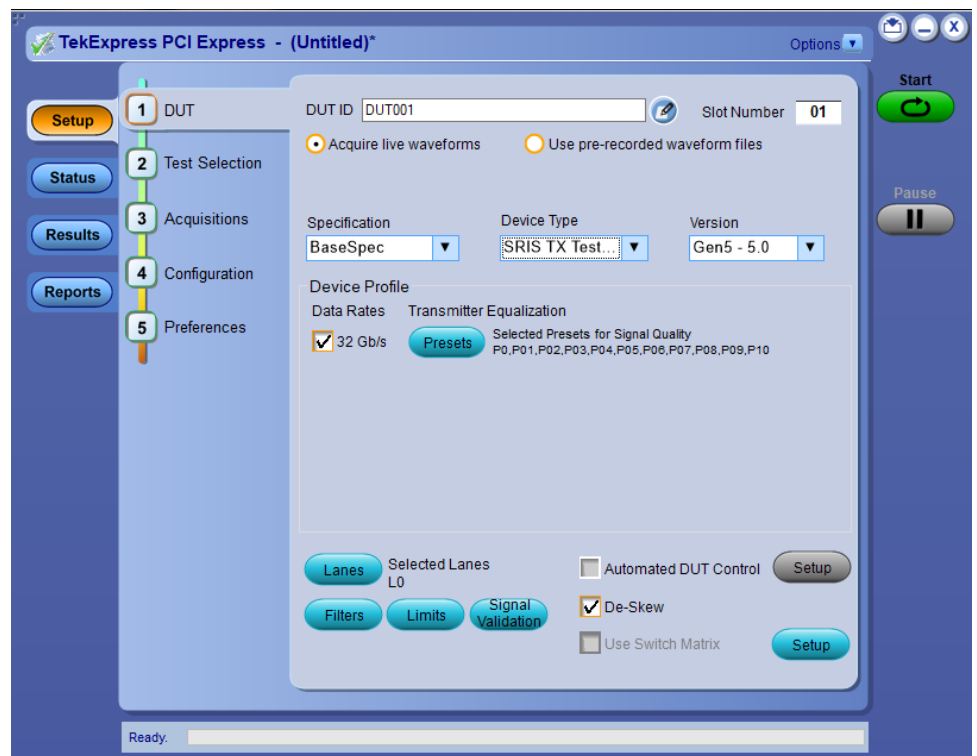 TekExpress PCI Express - (Untitled)*
Options
Start
Pause
Setup
Status
Results
Reports
1 DUT
2 Test Selection
3 Acquisitions
4 Configuration
5 Preferences
DUT ID DUT001
Slot Number 01
Acquire live waveforms
Use pre-recorded waveform files
Specification
BaseSpec
Device Type
SRIS TX Test...
Version
Gen5 - 5.0
Device Profile
Data Rates
Transmitter Equalization
32 Gb/s
Presets
Selected Presets for Signal Quality
P0,P01,P02,P03,P04,P05,P06,P07,P08,P09,P10
Lanes
Selected Lanes
L0
Automated DUT Control
Setup
Filters
Limits
Signal
Validation
De-Skew
Use Switch Matrix
Setup
Ready.